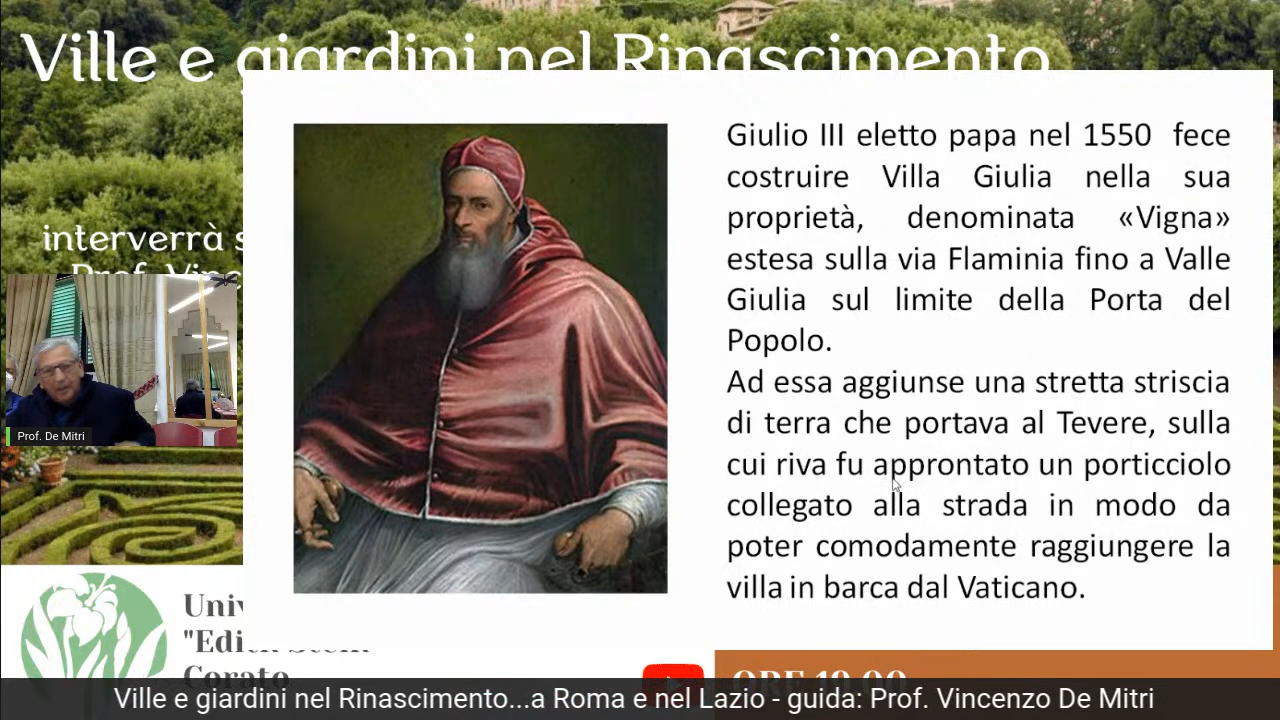 Ville e giardini nel Rinascimento
Giulio III eletto papa nel 1550 fece
costruire Villa Giulia nella sua
proprietà, denominata «Vigna»
estesa sulla via Flaminia fino a Valle
Giulia sul limite della Porta del
Popolo.
Ad essa aggiunse una stretta striscia
di terra che portava al Tevere, sulla
cui riva fu approntato un porticciolo
collegato alla strada in modo da
poter comodamente raggiungere la
villa in barca dal Vaticano.
interverrà s
Prof. Vinc
Prof. De Mitri
Univ
"Edith Stein"
Corato
ORE 19,00
Ville e giardini nel Rinascimento...a Roma e nel Lazio - guida: Prof. Vincenzo De Mitri